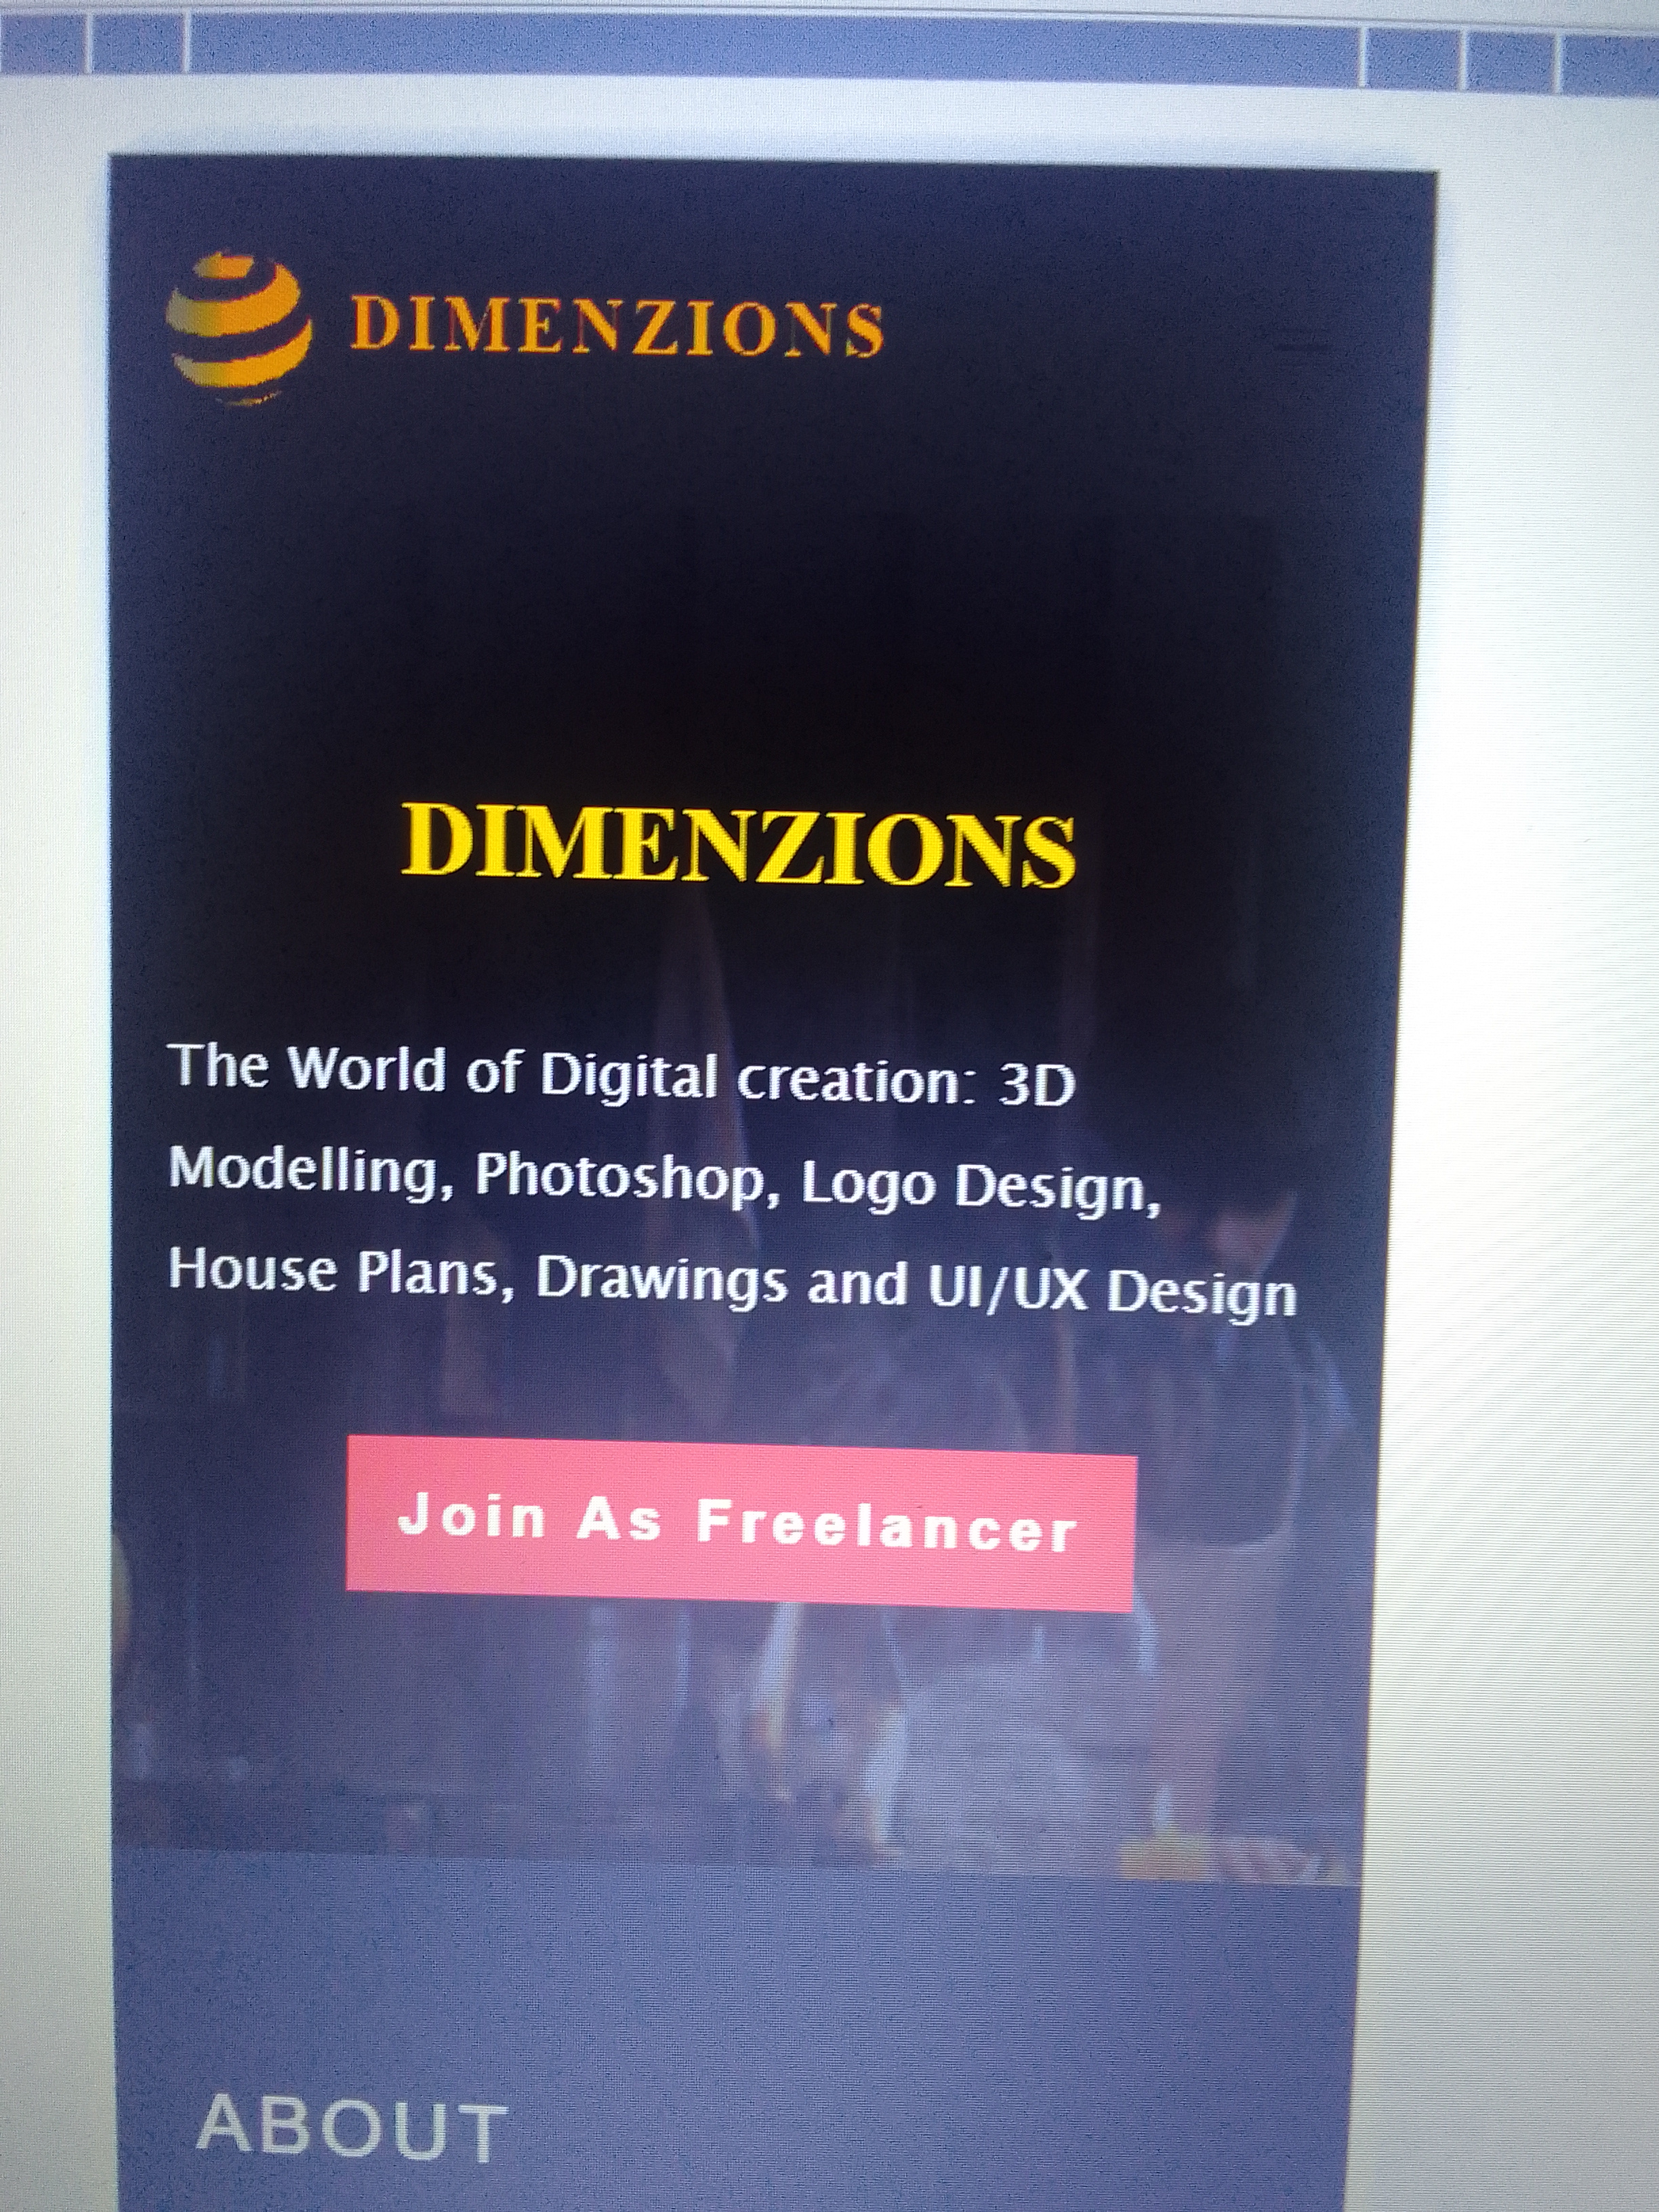 DIMENZIONS
DIMENZIONS
The World of Digital creation: 3D
Modelling, Photoshop, Logo Design,
House Plans, Drawings and UI/UX Design
Join As Freelancer
ABOUT